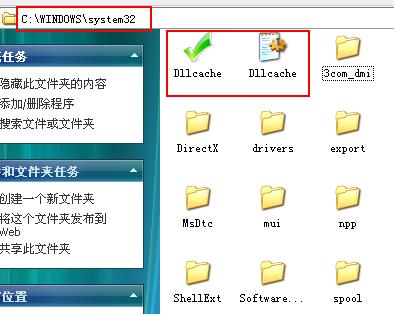 C:\WINDOWS\system32
任务
隐藏此文件夹的内容
添加/删除程序
搜索文件或文件夹
和文件夹任务
创建一个新文件夹
将这个文件夹发布到
Web
共享此文件夹
位置
Dllcache Dllcache 3com_dmi
DirectX drivers export
MsDtc mui npp
ShellExt Software... spool